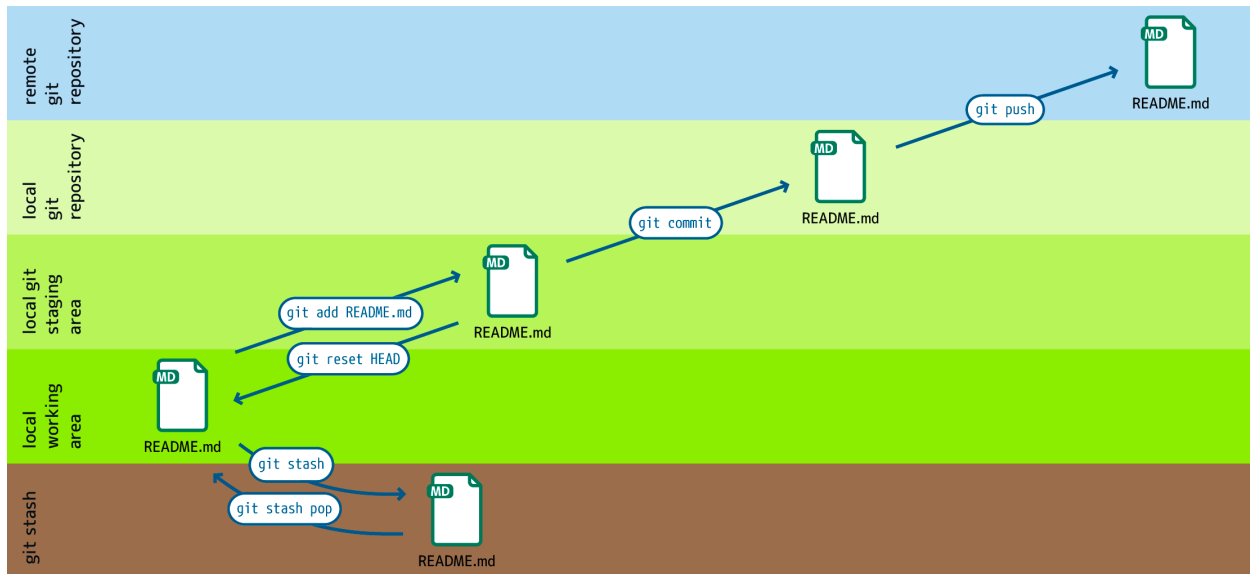 remote
git
repository
MD
README.md
git push
local
git
repository
MD
README.md
git commit
local git
staging
area
MD
README.md
git add README.md
git reset HEAD
local
working
area
MD
README.md
git stash
git stash pop
git stash
MD
README.md